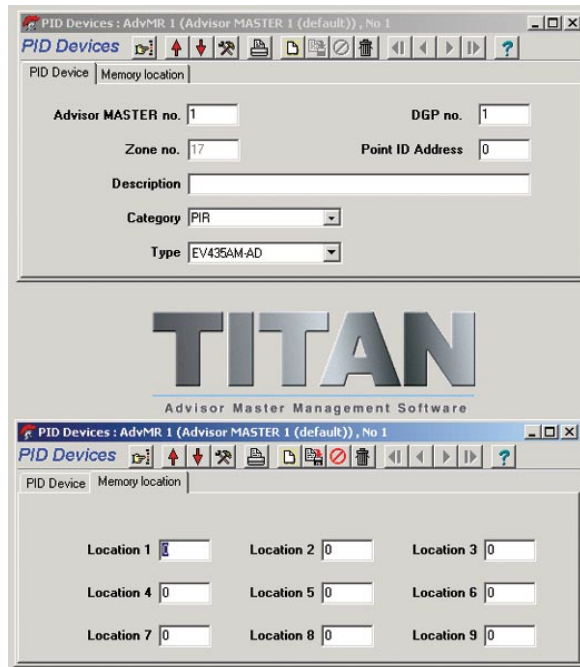 PID Devices : AdvMR 1 (Advisor MASTER 1 (default)) , No 1
PID Devices
PID Device Memory location
Advisor MASTER no. 1 DGP no. 1
Zone no. 17 Point ID Address 0
Description
Category PIR
Type EV435AM-AD
TITAN
Advisor Master Management Software
PID Devices : AdvMR 1 (Advisor MASTER 1 (default)) , No 1
PID Devices
PID Device Memory location
Location 1 0 Location 2 0 Location 3 0
Location 4 0 Location 5 0 Location 6 0
Location 7 0 Location 8 0 Location 9 0